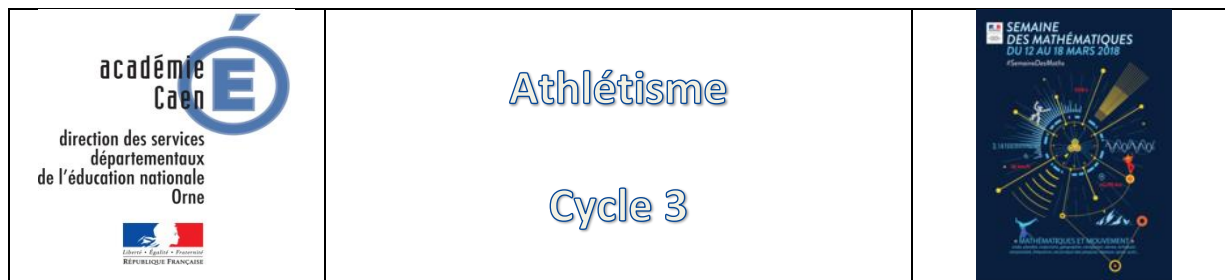 académie
Caen
direction des services
départementaux
de l'éducation nationale
Orne
Liberté • Égalité • Fraternité
RÉPUBLIQUE FRANÇAISE
Athlétisme
Cycle 3
SEMAINE
DES MATHÉMATIQUES
DU 12 AU 18 MARS 2018
#SemaineDesMaths
MATHÉMATIQUES ET MOUVEMENT